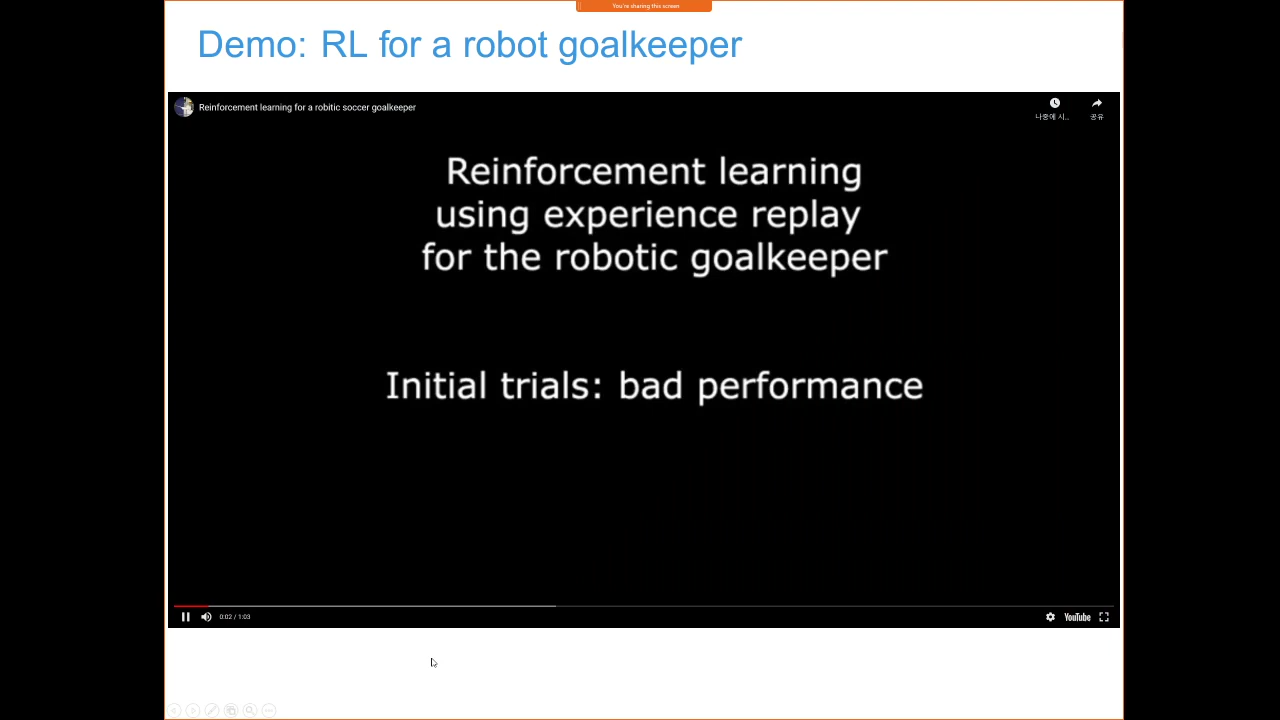 You're sharing this screen
Demo: RL for a robot goalkeeper
Reinforcement learning for a robitic soccer goalkeeper
나중에 시...
공유
Reinforcement learning
using experience replay
for the robotic goalkeeper
Initial trials: bad performance
0:02 / 1:03
YouTube